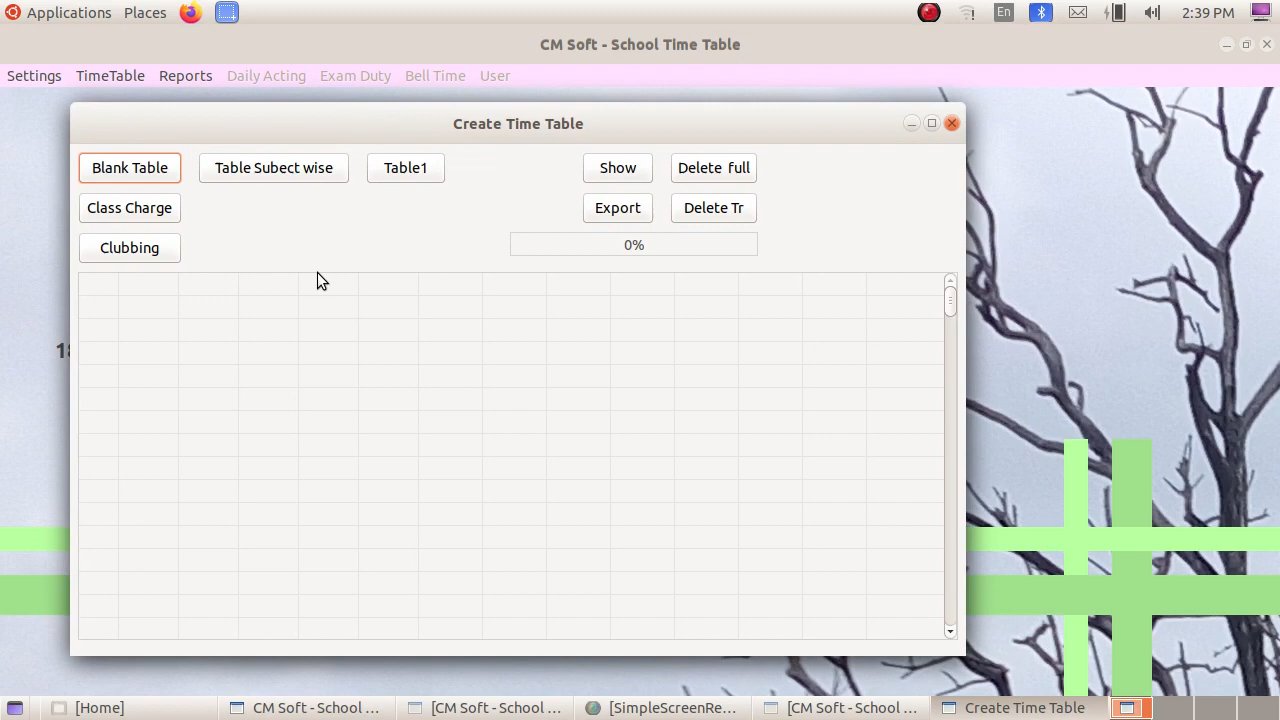 Applications Places En 2:39 PM
CM Soft - School Time Table
Settings TimeTable Reports Daily Acting Exam Duty Bell Time User
Create Time Table
Blank Table Table Subect wise Table1 Show Delete full
Class Charge Export Delete Tr
Clubbing 0%
[Home] CM Soft - School ... [CM Soft - School ... [SimpleScreenRe... [CM Soft - School ... Create Time Table